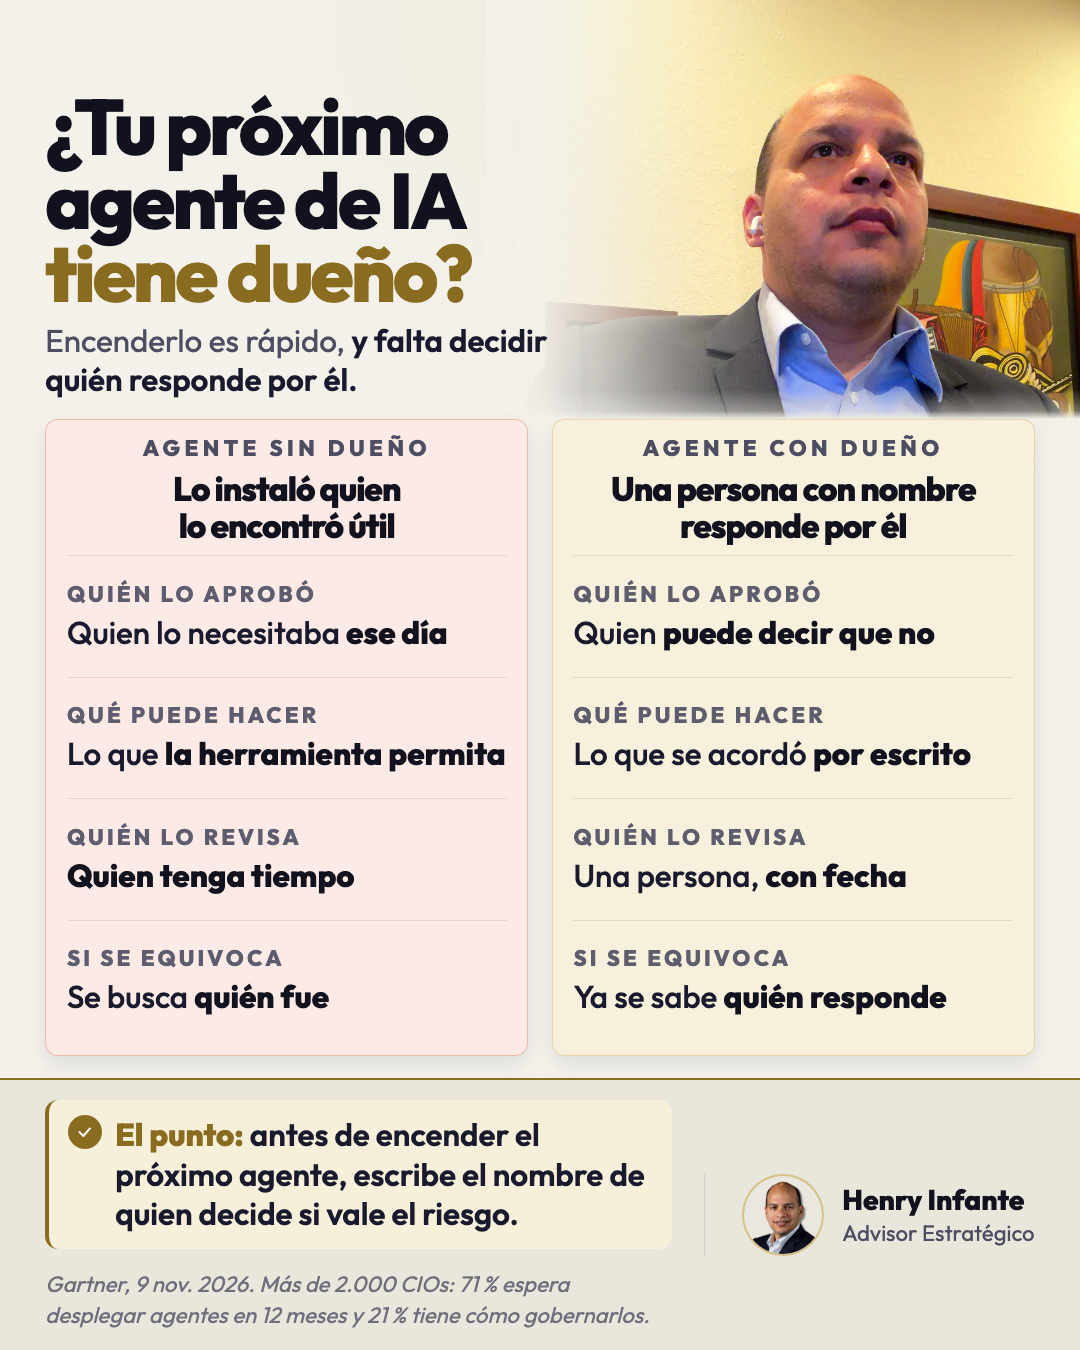 ¿Tu próximo
agente de IA
tiene dueño?
Encenderlo es rápido, y falta decidir
quién responde por él.
AGENTE SIN DUEÑO
Lo instaló quien
lo encontró útil
QUIÉN LO APROBÓ
Quien lo necesitaba ese día
QUÉ PUEDE HACER
Lo que la herramienta permita
QUIÉN LO REVISA
Quien tenga tiempo
SI SE EQUIVOCA
Se busca quién fue
AGENTE CON DUEÑO
Una persona con nombre
responde por él
QUIÉN LO APROBÓ
Quien puede decir que no
QUÉ PUEDE HACER
Lo que se acordó por escrito
QUIÉN LO REVISA
Una persona, con fecha
SI SE EQUIVOCA
Ya se sabe quién responde
El punto: antes de encender el
próximo agente, escribe el nombre de
quien decide si vale el riesgo.
Henry Infante
Advisor Estratégico
Gartner, 9 nov. 2026. Más de 2.000 CIOs: 71 % espera
desplegar agentes en 12 meses y 21 % tiene cómo gobernarlos.